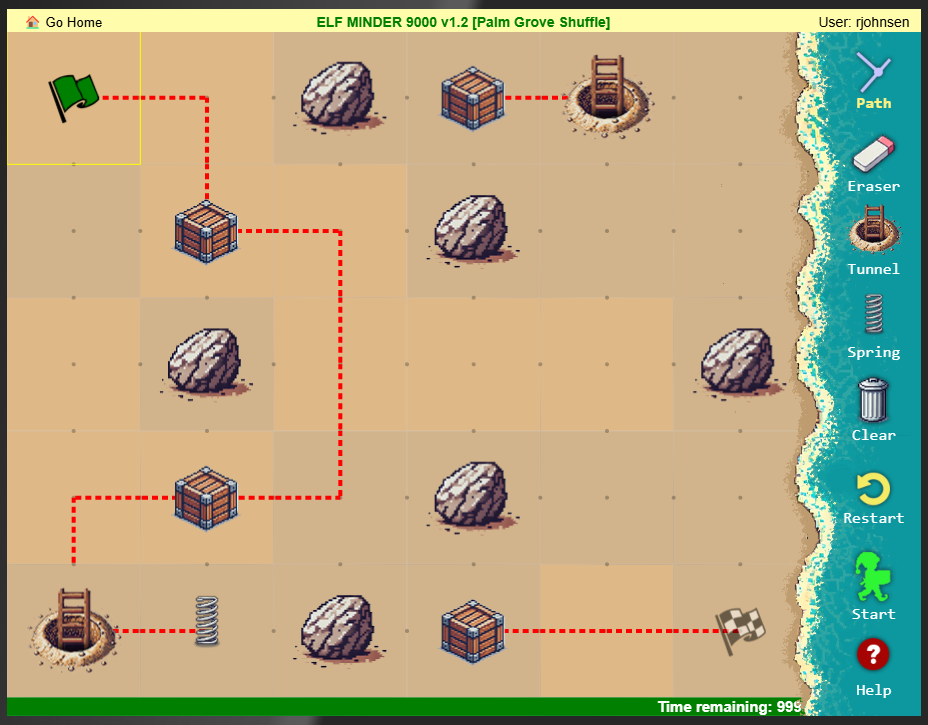 Go Home
ELF MINDER 9000 v1.2 [Palm Grove Shuffle]
User: rjohnsen
Path
Eraser
Tunnel
Spring
Clear
Restart
Start
?
Help
Time remaining: 999